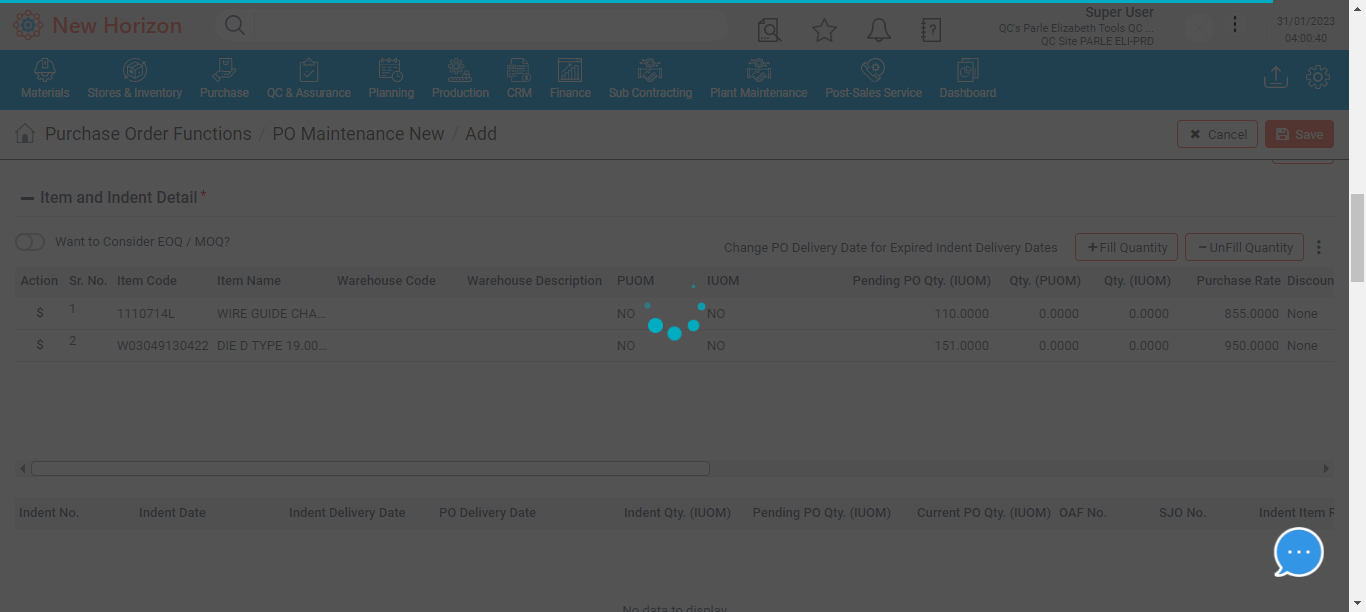 New Horizon
Super User
QC's Parle Elizabeth Tools QC ...
QC Site PARLE ELI-PRD
31/01/2023
04:00:40
Materials Stores & Inventory Purchase QC & Assurance Planning Production CRM Finance Sub Contracting Plant Maintenance Post-Sales Service Dashboard
Purchase Order Functions / PO Maintenance New / Add
Cancel Save
Item and Indent Detail *
Want to Consider EOQ / MOQ?
Change PO Delivery Date for Expired Indent Delivery Dates + Fill Quantity − UnFill Quantity
Action Sr. No. Item Code Item Name Warehouse Code Warehouse Description PUOM IUOM Pending PO Qty. (IUOM) Qty. (PUOM) Qty. (IUOM) Purchase Rate Discoun
$ 1 1110714L WIRE GUIDE CHA... NO NO 110.0000 0.0000 0.0000 855.0000 None
$ 2 W03049130422 DIE D TYPE 19.00... NO NO 151.0000 0.0000 0.0000 950.0000 None
Indent No. Indent Date Indent Delivery Date PO Delivery Date Indent Qty. (IUOM) Pending PO Qty. (IUOM) Current PO Qty. (IUOM) OAF No. SJO No. Indent Item R
No data to display